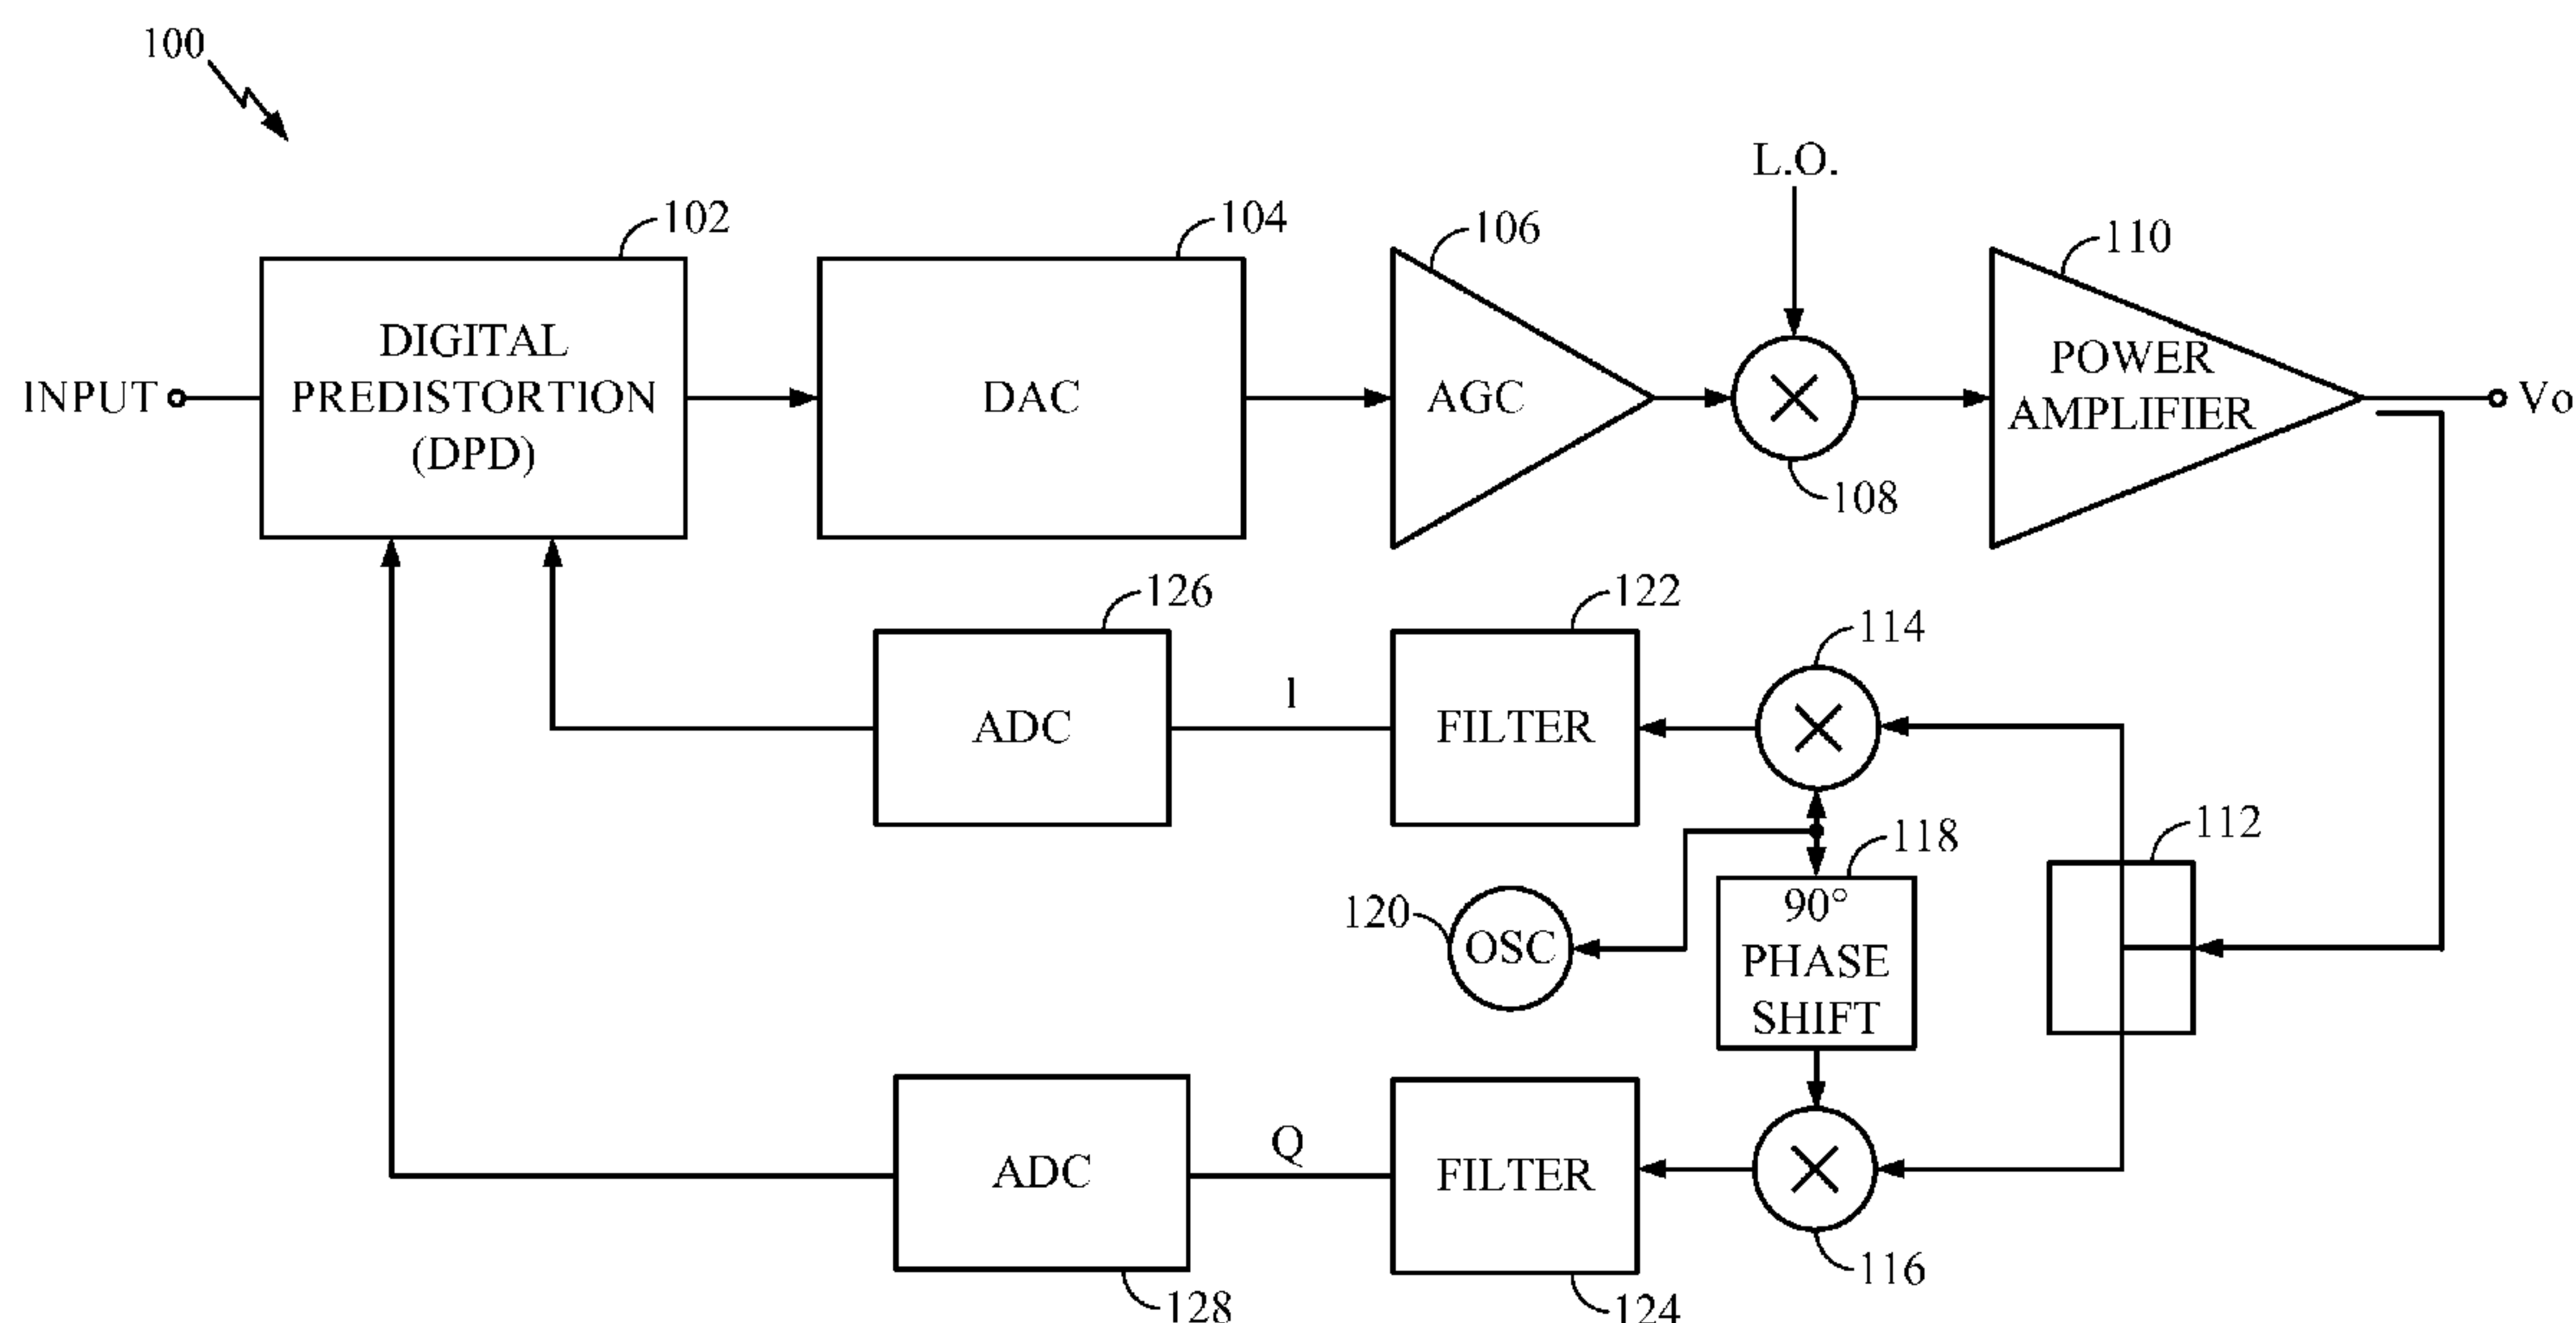 100
L.O.
102
104
106
110
INPUT
DIGITAL
PREDISTORTION
(DPD)
DAC
AGC
POWER
AMPLIFIER
Vo
108
126
122
114
ADC
I
FILTER
112
118
120
OSC
90°
PHASE
SHIFT
ADC
Q
FILTER
116
128
124